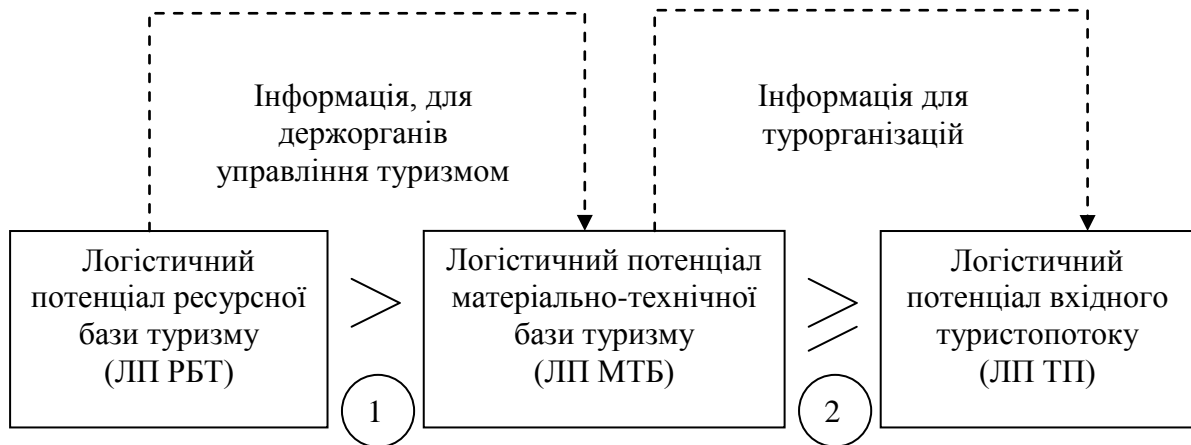 Інформація, для
держорганів
управління туризмом
Інформація для
турорганізацій
Логістичний
потенціал ресурсної
бази туризму
(ЛП РБТ)
>
1
Логістичний потенціал
матеріально-технічної
бази туризму
(ЛП МТБ)
≥
2
Логістичний
потенціал вхідного
туристопотоку
(ЛП ТП)